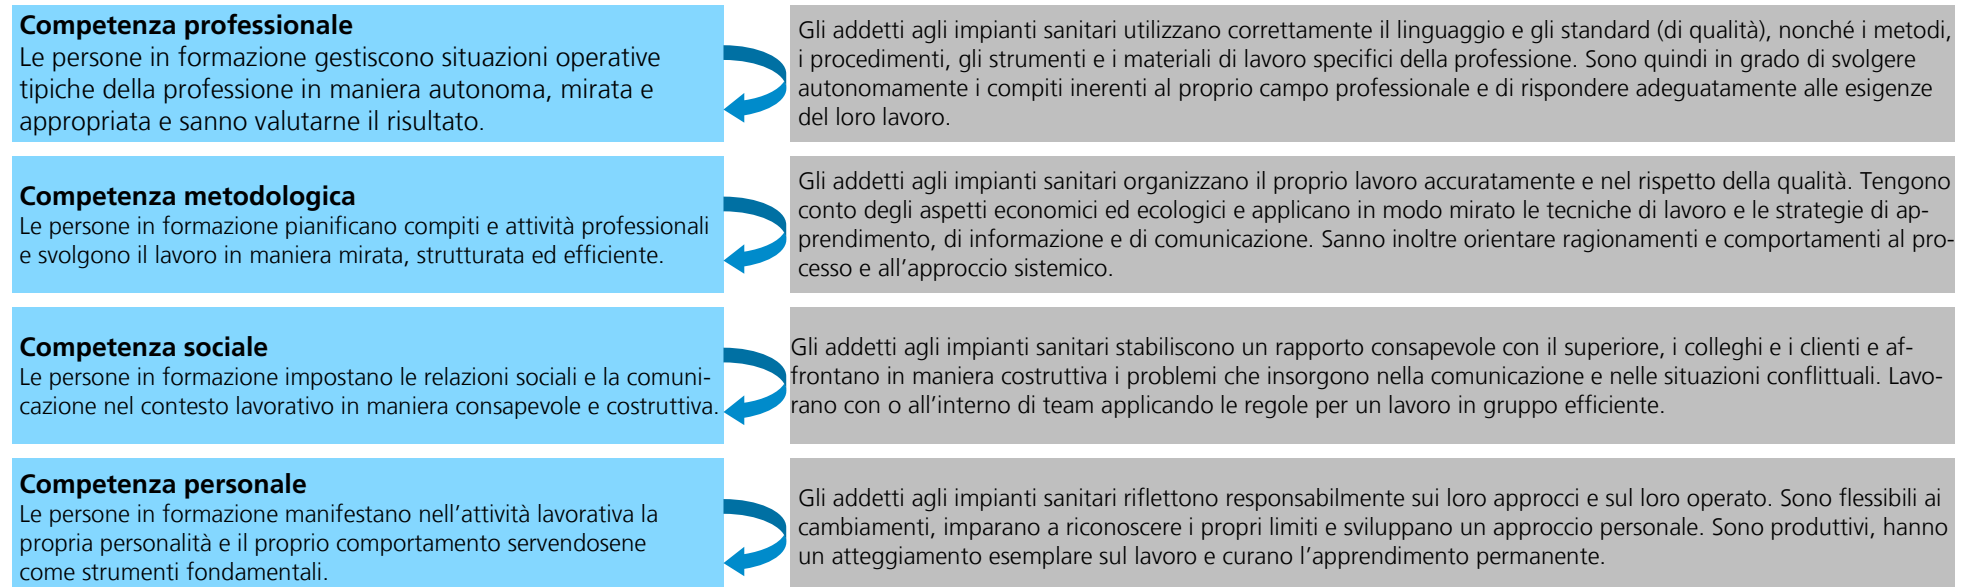 Competenza professionale
Le persone in formazione gestiscono situazioni operative
tipiche della professione in maniera autonoma, mirata e
appropriata e sanno valutarne il risultato.
Gli addetti agli impianti sanitari utilizzano correttamente il linguaggio e gli standard (di qualità), nonché i metodi,
i procedimenti, gli strumenti e i materiali di lavoro specifici della professione. Sono quindi in grado di svolgere
autonomamente i compiti inerenti al proprio campo professionale e di rispondere adeguatamente alle esigenze
del loro lavoro.
Competenza metodologica
Le persone in formazione pianificano compiti e attività professionali
e svolgono il lavoro in maniera mirata, strutturata ed efficiente.
Gli addetti agli impianti sanitari organizzano il proprio lavoro accuratamente e nel rispetto della qualità. Tengono
conto degli aspetti economici ed ecologici e applicano in modo mirato le tecniche di lavoro e le strategie di ap-
prendimento, di informazione e di comunicazione. Sanno inoltre orientare ragionamenti e comportamenti al pro-
cesso e all'approccio sistemico.
Competenza sociale
Le persone in formazione impostano le relazioni sociali e la comuni-
cazione nel contesto lavorativo in maniera consapevole e costruttiva.
Gli addetti agli impianti sanitari stabiliscono un rapporto consapevole con il superiore, i colleghi e i clienti e af-
frontano in maniera costruttiva i problemi che insorgono nella comunicazione e nelle situazioni conflittuali. Lavo-
rano con o all'interno di team applicando le regole per un lavoro in gruppo efficiente.
Competenza personale
Le persone in formazione manifestano nell'attività lavorativa la
propria personalità e il proprio comportamento servendosene
come strumenti fondamentali.
Gli addetti agli impianti sanitari riflettono responsabilmente sui loro approcci e sul loro operato. Sono flessibili ai
cambiamenti, imparano a riconoscere i propri limiti e sviluppano un approccio personale. Sono produttivi, hanno
un atteggiamento esemplare sul lavoro e curano l'apprendimento permanente.